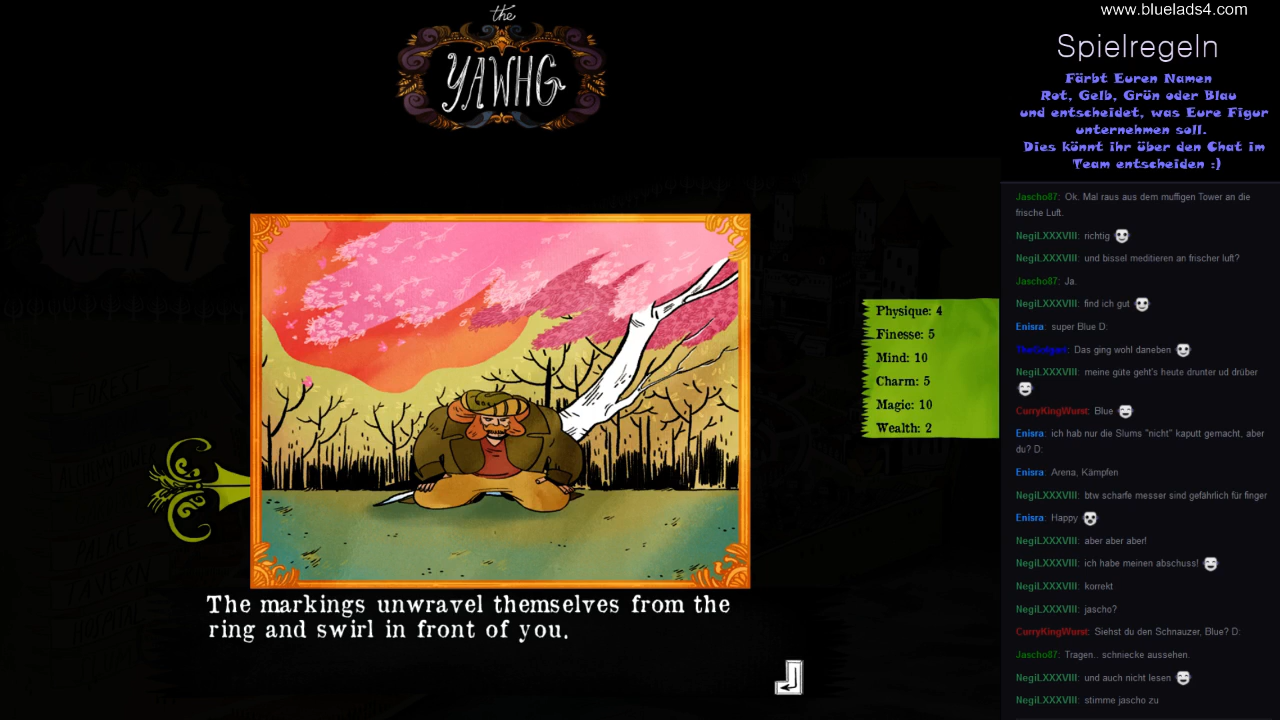 the
YAWHG
WEEK 4
FOREST
PALACE
TAVERN
HOSPITAL
Physique: 4
Finesse: 5
Mind: 10
Charm: 5
Magic: 10
Wealth: 2
The markings unwravel themselves from the
ring and swirl in front of you.
www.bluelads4.com
Spielregeln
Färbt Euren Namen
Rot, Gelb, Grün oder Blau
und entscheidet, was Eure Figur
unternehmen soll.
Dies könnt ihr über den Chat im
Team entscheiden :)
Jascho87: Ok. Mal raus aus dem muffigen Tower an die
frische Luft.
NegiLXXXVIII: richtig
NegiLXXXVIII: und bissel meditieren an frischer luft?
Jascho87: Ja.
NegiLXXXVIII: find ich gut
Enisra: super Blue D:
Das ging wohl daneben
NegiLXXXVIII: meine güte geht's heute drunter ud drüber
CurryKingWurst: Blue
Enisra: ich hab nur die Slums "nicht" kaputt gemacht, aber
du? D:
Enisra: Arena, Kämpfen
NegiLXXXVIII: btw scharfe messer sind gefährlich für finger
Enisra: Happy
NegiLXXXVIII: aber aber aber!
NegiLXXXVIII: ich habe meinen abschuss!
NegiLXXXVIII: korrekt
NegiLXXXVIII: jascho?
CurryKingWurst: Siehst du den Schnauzer, Blue? D:
Jascho87: Tragen.. schniecke aussehen.
NegiLXXXVIII: und auch nicht lesen
NegiLXXXVIII: stimme jascho zu